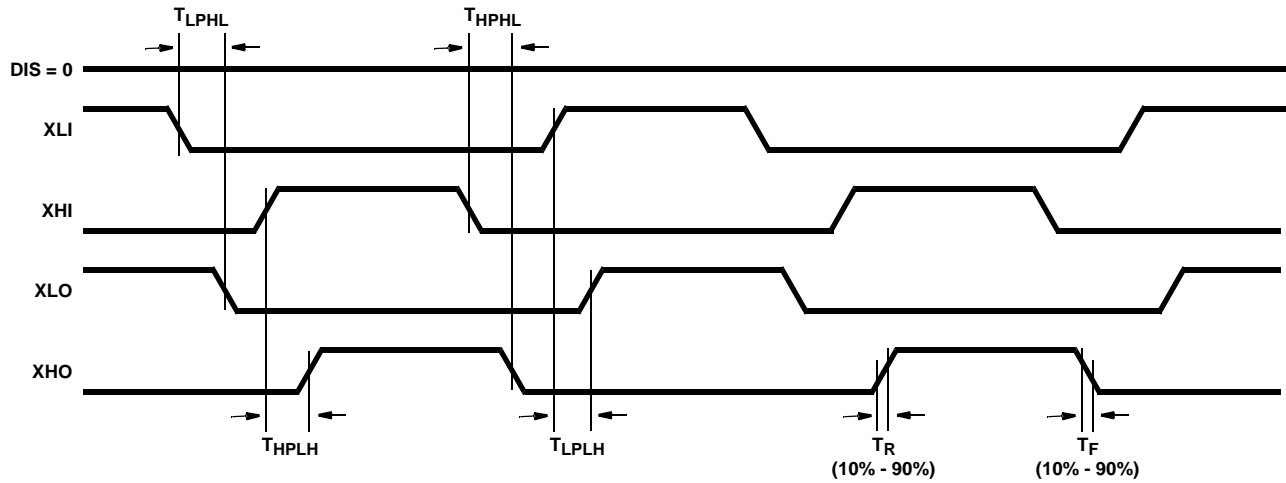 TLPHL
THPHL
DIS = 0
XLI
XHI
XLO
XHO
THPLH
TLPLH
TR
(10% - 90%)
TF
(10% - 90%)